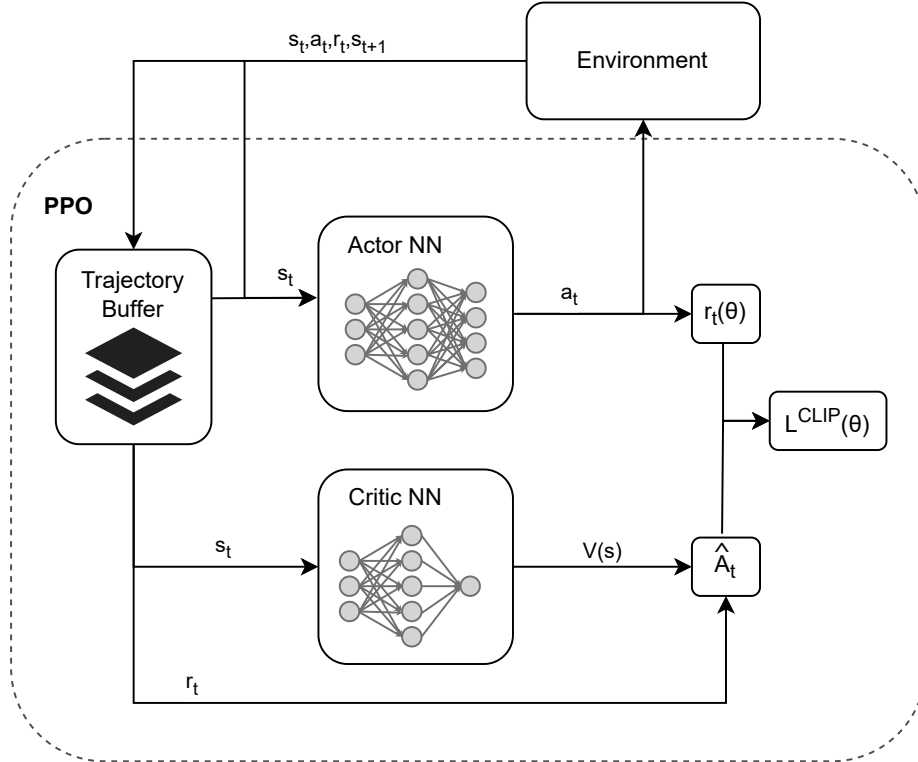 s_t,a_t,r_t,s_{t+1}
Environment
PPO
Trajectory
Buffer
s_t
Actor NN
a_t
r_t(θ)
L^{CLIP}(θ)
s_t
Critic NN
V(s)
Â_t
r_t